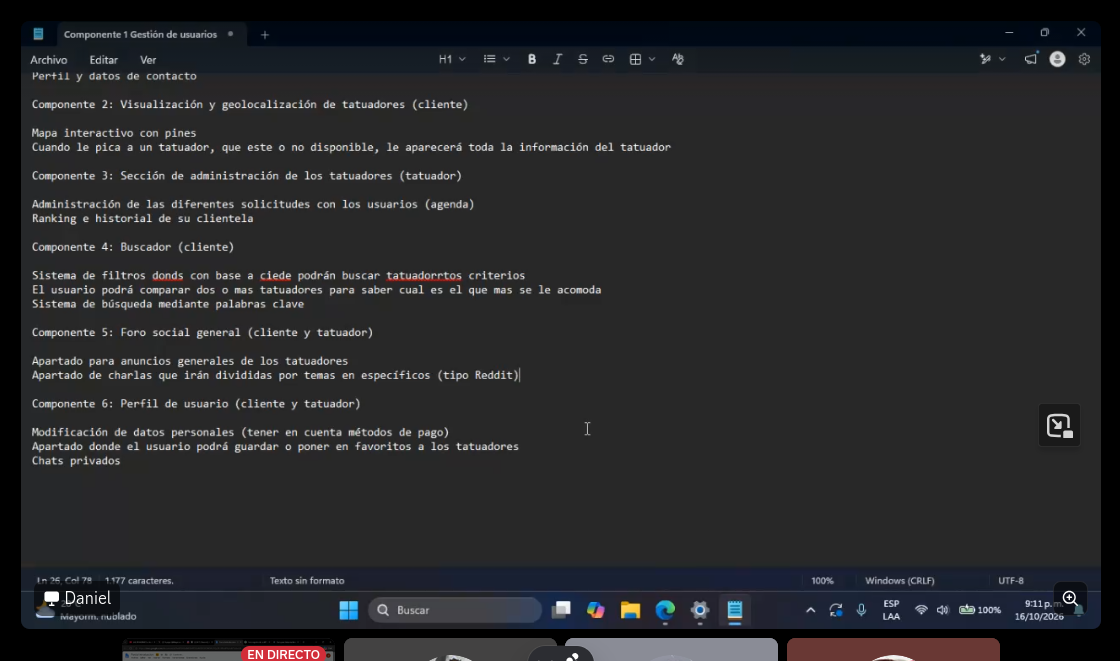 Componente 1 Gestión de usuarios
Archivo Editar Ver
H1
Perfil y datos de contacto
Componente 2: Visualización y geolocalización de tatuadores (cliente)
Mapa interactivo con pines
Cuando le pica a un tatuador, que este o no disponible, le aparecerá toda la información del tatuador
Componente 3: Sección de administración de los tatuadores (tatuador)
Administración de las diferentes solicitudes con los usuarios (agenda)
Ranking e historial de su clientela
Componente 4: Buscador (cliente)
Sistema de filtros donds con base a ciede podrán buscar tatuadorrtos criterios
El usuario podrá comparar dos o mas tatuadores para saber cual es el que mas se le acomoda
Sistema de búsqueda mediante palabras clave
Componente 5: Foro social general (cliente y tatuador)
Apartado para anuncios generales de los tatuadores
Apartado de charlas que irán divididas por temas en específicos (tipo Reddit)
Componente 6: Perfil de usuario (cliente y tatuador)
Modificación de datos personales (tener en cuenta métodos de pago)
Apartado donde el usuario podrá guardar o poner en favoritos a los tatuadores
Chats privados
Ln 26, Col 78 1.177 caracteres. Texto sin formato 100% Windows (CRLF) UTF-8
Daniel
Mayorm. nublado
Buscar
ESP
LAA
100%
9:11 p.m.
16/10/2026
EN DIRECTO